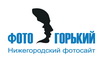 ФОТО ГОРЬКИЙ
Нижегородский фотосайт